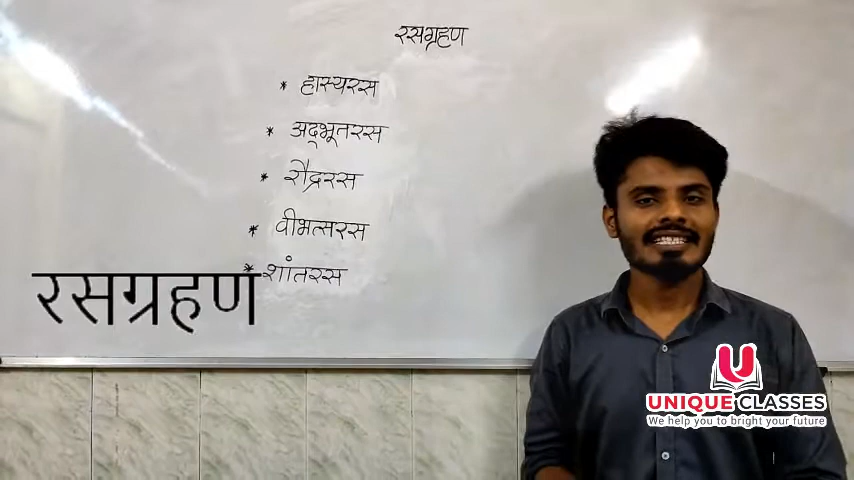 रसग्रहण
* हास्यरस
* अद्भूतरस
* रौद्ररस
* वीभत्सरस
* शांतरस
रसग्रहण
UNIQUE CLASSES
We help you to bright your future